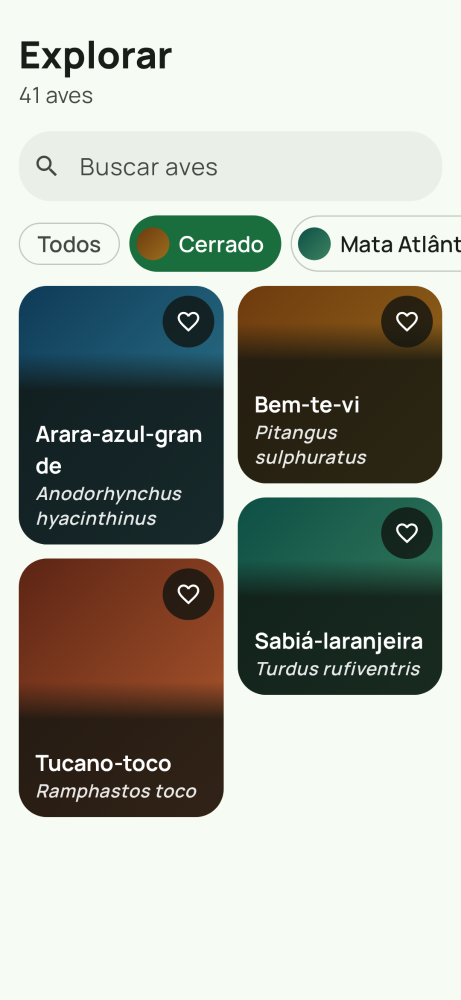 Explorar
41 aves
Buscar aves
Todos
Cerrado
Mata Atlânt
Arara-azul-gran
de
Anodorhynchus
hyacinthinus
Bem-te-vi
Pitangus
sulphuratus
Sabiá-laranjeira
Turdus rufiventris
Tucano-toco
Ramphastos toco